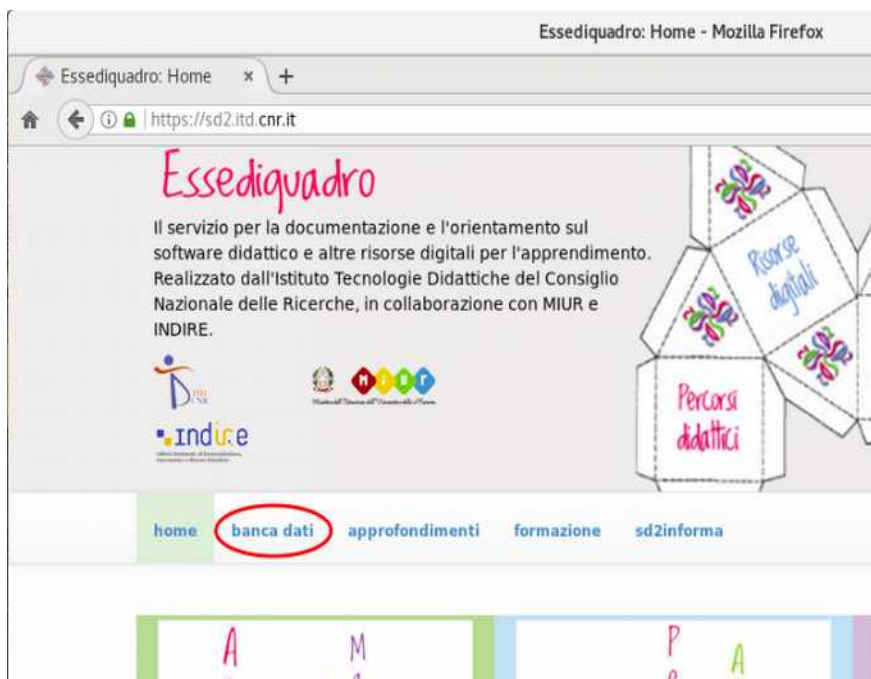 Essediquadro: Home - Mozilla Firefox
Essediquadro: Home × +
https://sd2.itd.cnr.it
Essediquadro
Il servizio per la documentazione e l'orientamento sul
software didattico e altre risorse digitali per l'apprendimento.
Realizzato dall'Istituto Tecnologie Didattiche del Consiglio
Nazionale delle Ricerche, in collaborazione con MIUR e
INDIRE.
Risorse
digitali
Percorsi
didattici
MIUR
indire
home banca dati approfondimenti formazione sd2informa
A M P A